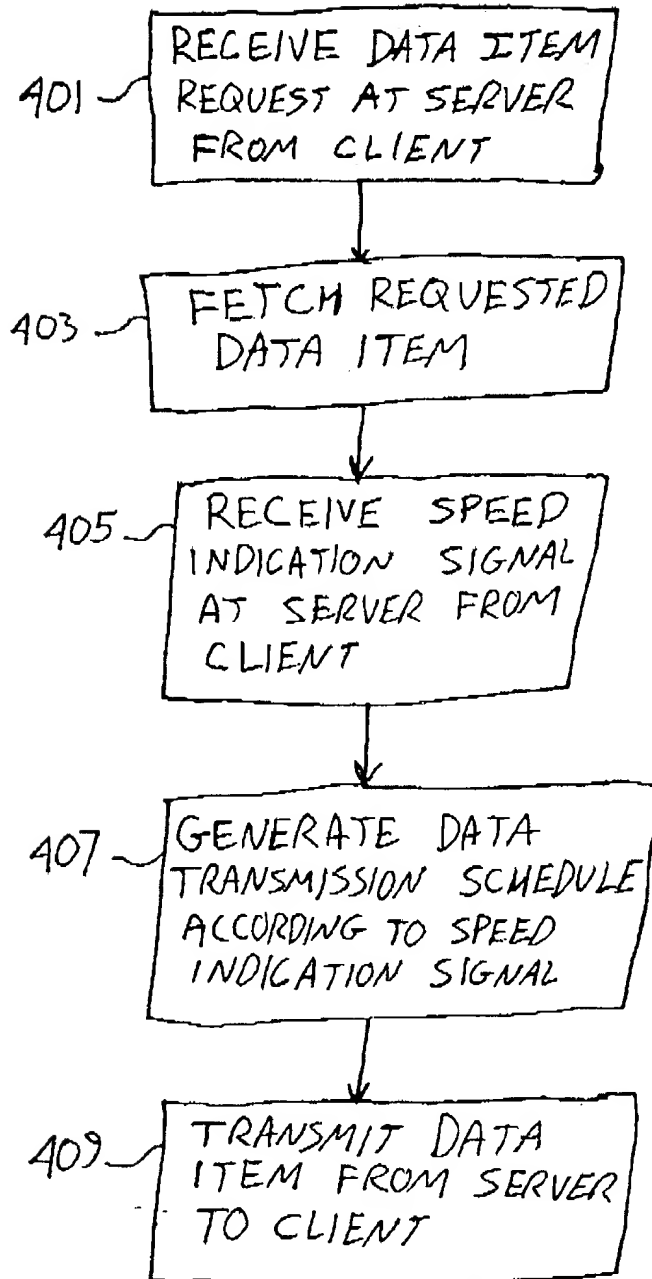 RECEIVE DATA ITEM
401 REQUEST AT SERVER
FROM CLIENT
FETCH REQUESTED
403 DATA ITEM
RECEIVE SPEED
405 INDICATION SIGNAL
AT SERVER FROM
CLIENT
GENERATE DATA
407 TRANSMISSION SCHEDULE
ACCORDING TO SPEED
INDICATION SIGNAL
TRANSMIT DATA
409 ITEM FROM SERVER
TO CLIENT